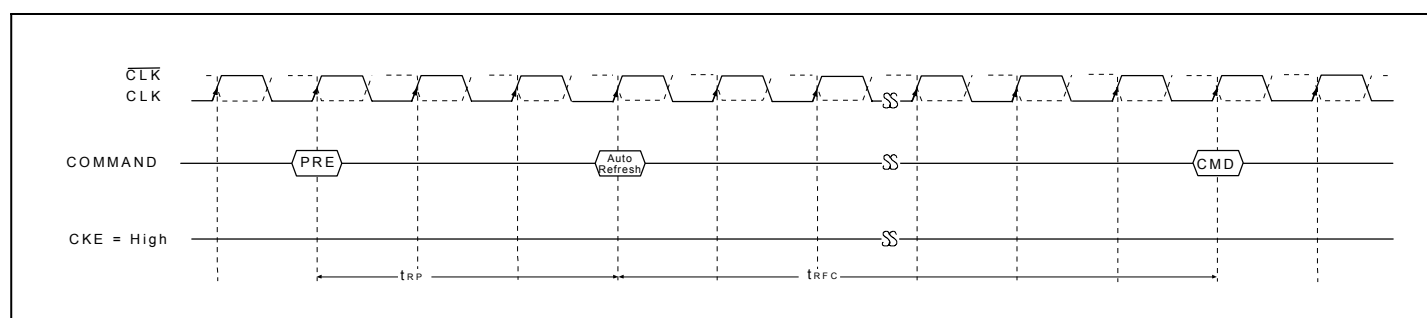 CLK
CLK
COMMAND
PRE
Auto
Refresh
CMD
CKE = High
tRP
tRFC